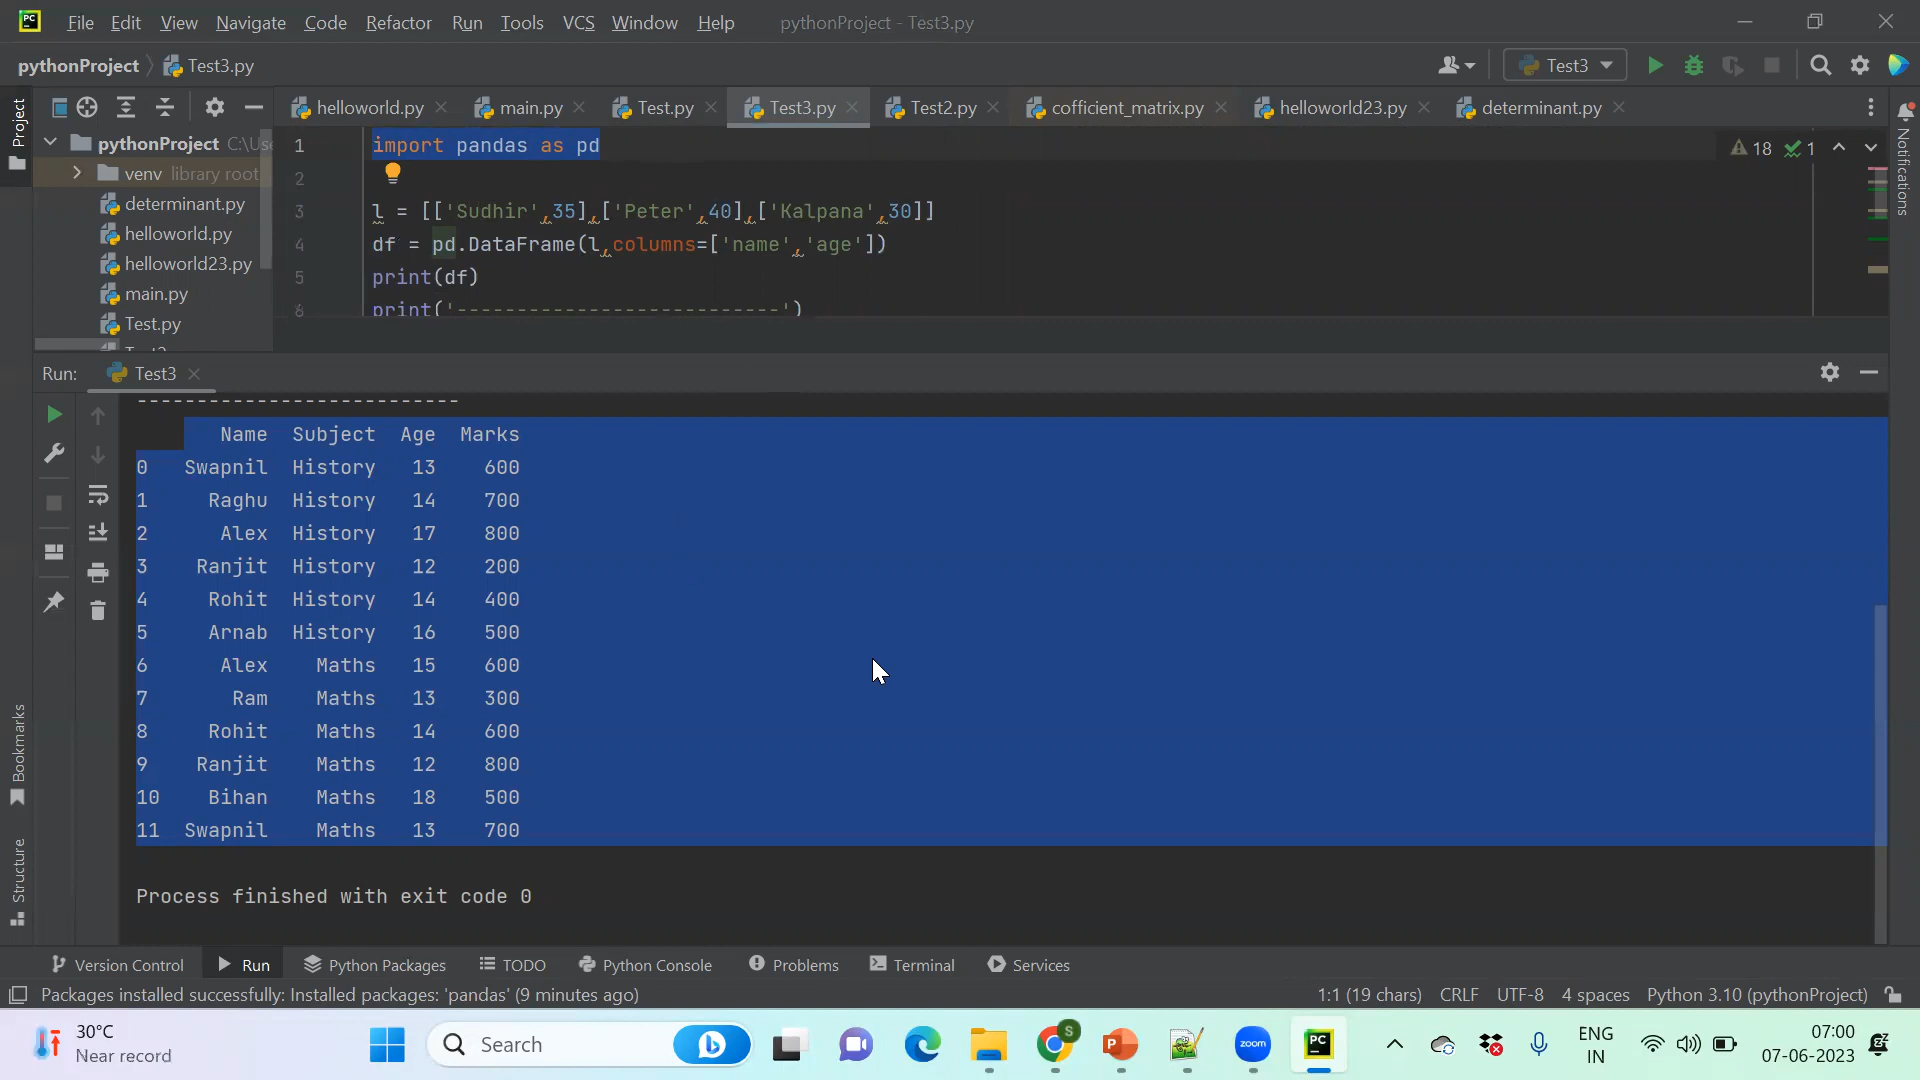 PC File Edit View Navigate Code Refactor Run Tools VCS Window Help pythonProject - Test3.py
pythonProject Test3.py Test3
Project
helloworld.py main.py Test.py Test3.py Test2.py cofficient_matrix.py helloworld23.py determinant.py
Notifications
pythonProject C:\Use
venv library root
determinant.py
helloworld.py
helloworld23.py
main.py
Test.py
18 1
1 import pandas as pd
2
3 l = [['Sudhir',35],['Peter',40],['Kalpana',30]]
4 df = pd.DataFrame(l,columns=['name','age'])
5 print(df)
6 print('---------------------------')
Run: Test3
---------------------------
Name Subject Age Marks
0 Swapnil History 13 600
1 Raghu History 14 700
2 Alex History 17 800
3 Ranjit History 12 200
4 Rohit History 14 400
5 Arnab History 16 500
6 Alex Maths 15 600
7 Ram Maths 13 300
8 Rohit Maths 14 600
9 Ranjit Maths 12 800
10 Bihan Maths 18 500
11 Swapnil Maths 13 700
Process finished with exit code 0
Bookmarks
Structure
Version Control Run Python Packages TODO Python Console Problems Terminal Services
Packages installed successfully: Installed packages: 'pandas' (9 minutes ago) 1:1 (19 chars) CRLF UTF-8 4 spaces Python 3.10 (pythonProject)
30°C
Near record
Search
S
P
zoom
PC
ENG
IN
07:00
07-06-2023